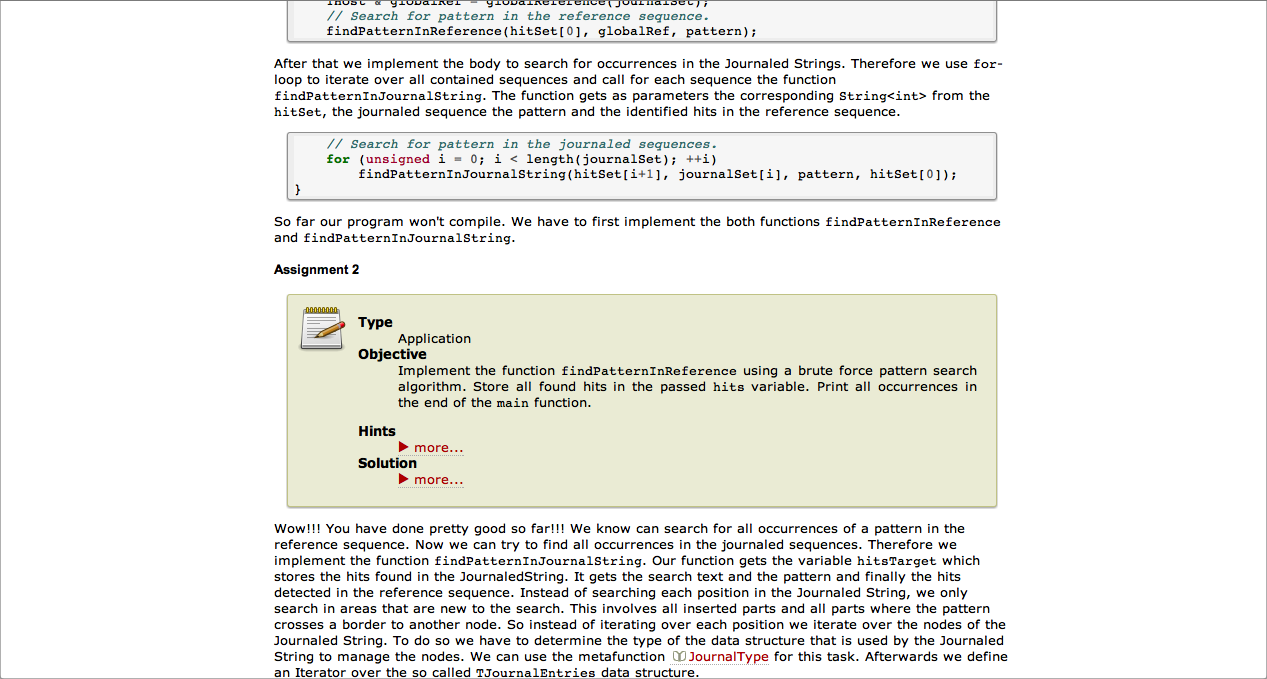 THost & globalRef = globalReference(journalSet);
// Search for pattern in the reference sequence.
findPatternInReference(hitSet[0], globalRef, pattern);
After that we implement the body to search for occurrences in the Journaled Strings. Therefore we use for-
loop to iterate over all contained sequences and call for each sequence the function
findPatternInJournalString. The function gets as parameters the corresponding String<int> from the
hitSet, the journaled sequence the pattern and the identified hits in the reference sequence.
// Search for pattern in the journaled sequences.
for (unsigned i = 0; i < length(journalSet); ++i)
findPatternInJournalString(hitSet[i+1], journalSet[i], pattern, hitSet[0]);
}
So far our program won't compile. We have to first implement the both functions findPatternInReference
and findPatternInJournalString.
Assignment 2
Type
Application
Objective
Implement the function findPatternInReference using a brute force pattern search
algorithm. Store all found hits in the passed hits variable. Print all occurrences in
the end of the main function.
Hints
more...
Solution
more...
Wow!!! You have done pretty good so far!!! We know can search for all occurrences of a pattern in the
reference sequence. Now we can try to find all occurrences in the journaled sequences. Therefore we
implement the function findPatternInJournalString. Our function gets the variable hitsTarget which
stores the hits found in the JournaledString. It gets the search text and the pattern and finally the hits
detected in the reference sequence. Instead of searching each position in the Journaled String, we only
search in areas that are new to the search. This involves all inserted parts and all parts where the pattern
crosses a border to another node. So instead of iterating over each position we iterate over the nodes of the
Journaled String. To do so we have to determine the type of the data structure that is used by the Journaled
String to manage the nodes. We can use the metafunction JournalType for this task. Afterwards we define
an Iterator over the so called TJournalEntries data structure.